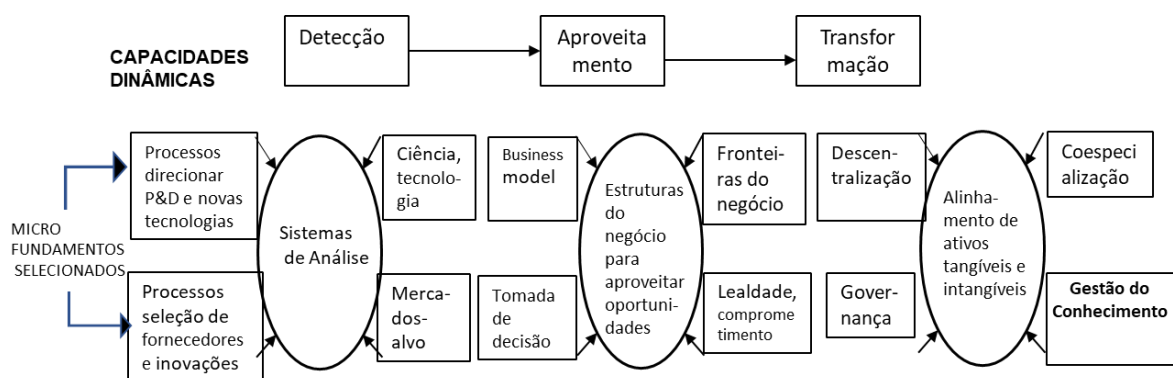 CAPACIDADES
DINÂMICAS
Detecção
Aproveita
mento
Transfor
mação
MICRO
FUNDAMENTOS
SELECIONADOS
Processos
direcionar
P&D e novas
tecnologias
Processos
seleção de
fornecedores
e inovações
Sistemas
de Análise
Ciência,
tecnolo-
gia
Merca-
dos-
alvo
Business
model
Tomada
de
decisão
Estruturas
do
negócio
para
aproveitar
oportuni-
dades
Frontei-
ras do
negócio
Lealdade,
comprome
timento
Descen-
tralização
Gover-
nança
Alinha-
mento de
ativos
tangíveis e
intangíveis
Coespeci
alização
Gestão do
Conhecimento